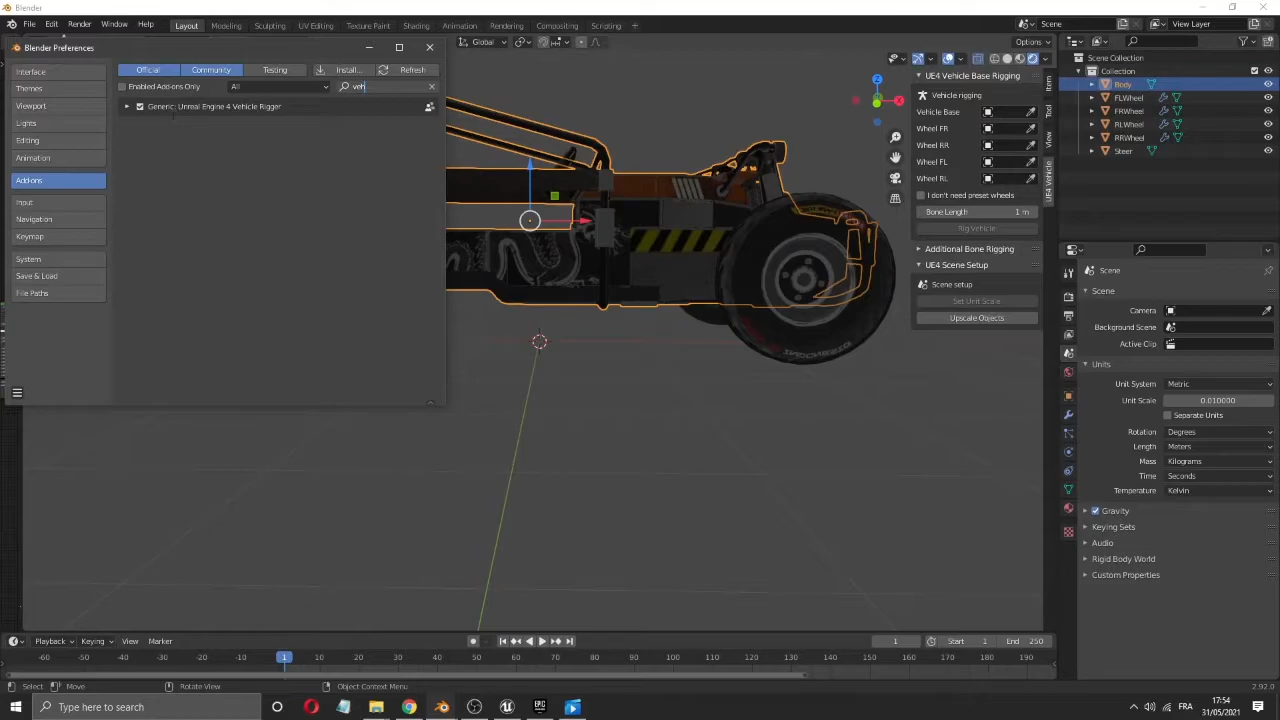 Blender
File Edit Render Window Help Layout Modeling Sculpting UV Editing Texture Paint Shading Animation Rendering Compositing Scripting + Scene View Layer
Blender Preferences
Global
Options
Interface
Themes
Viewport
Lights
Editing
Animation
Add-ons
Input
Navigation
Keymap
System
Save & Load
File Paths
Official Community Testing Install... Refresh
Enabled Add-ons Only All veh
Generic: Unreal Engine 4 Vehicle Rigger
Z
X
UE4 Vehicle Base Rigging
Vehicle rigging
Vehicle Base
Wheel FR
Wheel RR
Wheel FL
Wheel RL
I don't need preset wheels
Bone Length 1 m
Rig Vehicle
Additional Bone Rigging
UE4 Scene Setup
Scene setup
Set Unit Scale
Upscale Objects
Item
Tool
View
UE4 Vehicle
Scene Collection
Collection
Body
FLWheel
FRWheel
RLWheel
RRWheel
Steer
Scene
Scene
Camera
Background Scene
Active Clip
Units
Unit System Metric
Unit Scale 0.010000
Separate Units
Rotation Degrees
Length Meters
Mass Kilograms
Time Seconds
Temperature Kelvin
Gravity
Keying Sets
Audio
Rigid Body World
Custom Properties
Playback Keying View Marker 1 Start 1 End 250
-60 -50 -40 -30 -20 -10 1 10 20 30 40 50 60 70 80 90 100 110 120 130 140 150 160 170 180 190
Select Move Rotate View Object Context Menu 2.92.0
Type here to search
EPIC
FRA
17:54
31/05/2021